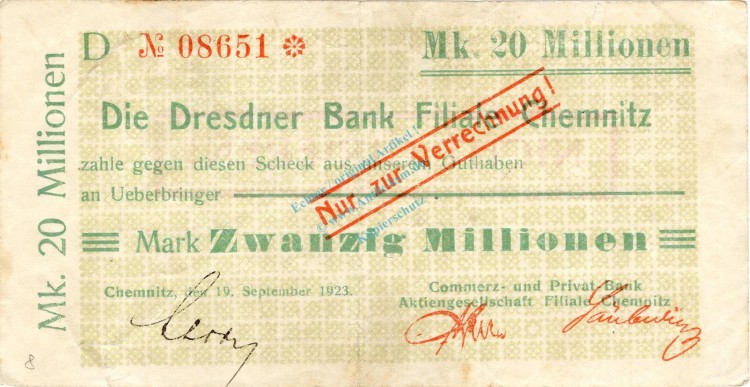 D № 08651
Mk. 20 Millionen
Mk. 20 Millionen
Die Dresdner Bank Filiale Chemnitz
zahle gegen diesen Scheck aus unserem Guthaben
an Ueberbringer
Nur zur Verrechnung!
Mark Zwanzig Millionen
Chemnitz, den 19. September 1923.
Commerz- und Privat-Bank
Aktiengesellschaft Filiale Chemnitz
8